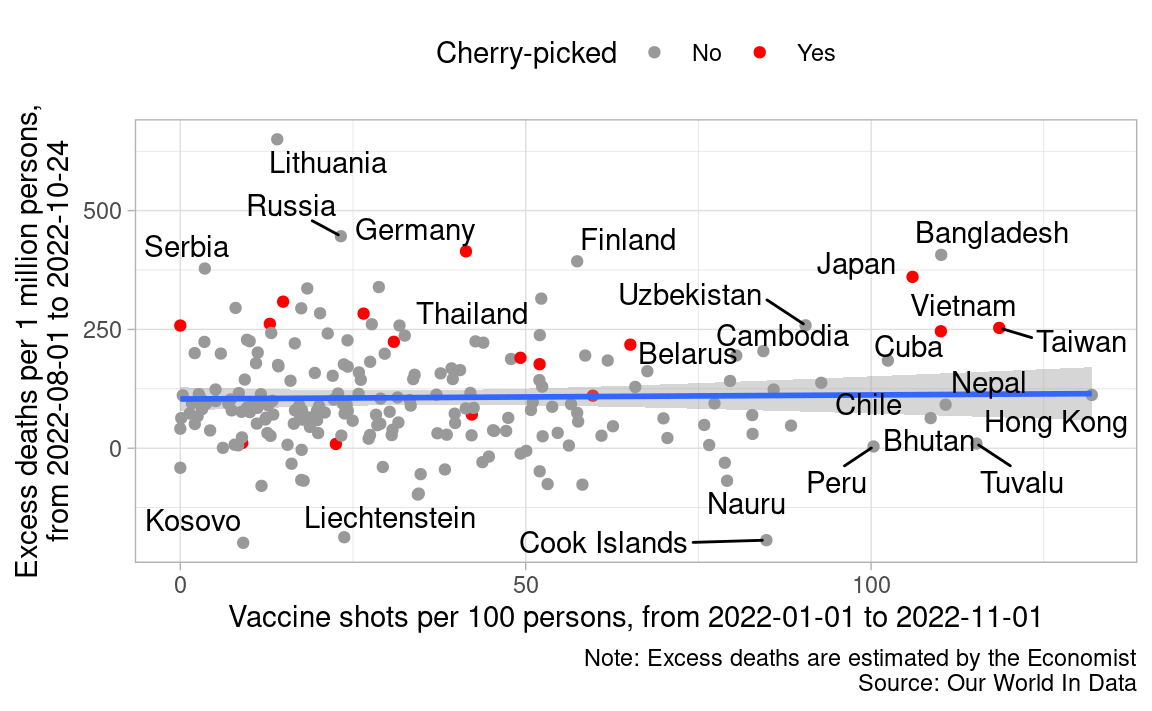 Cherry-picked No Yes
Excess deaths per 1 million persons,
from 2022-08-01 to 2022-10-24
500
250
0
Lithuania
Russia
Germany
Serbia
Finland
Bangladesh
Japan
Uzbekistan
Vietnam
Thailand
Cambodia
Taiwan
Belarus
Cuba
Nepal
Chile
Hong Kong
Bhutan
Peru
Tuvalu
Nauru
Kosovo
Liechtenstein
Cook Islands
0 50 100
Vaccine shots per 100 persons, from 2022-01-01 to 2022-11-01
Note: Excess deaths are estimated by the Economist
Source: Our World In Data